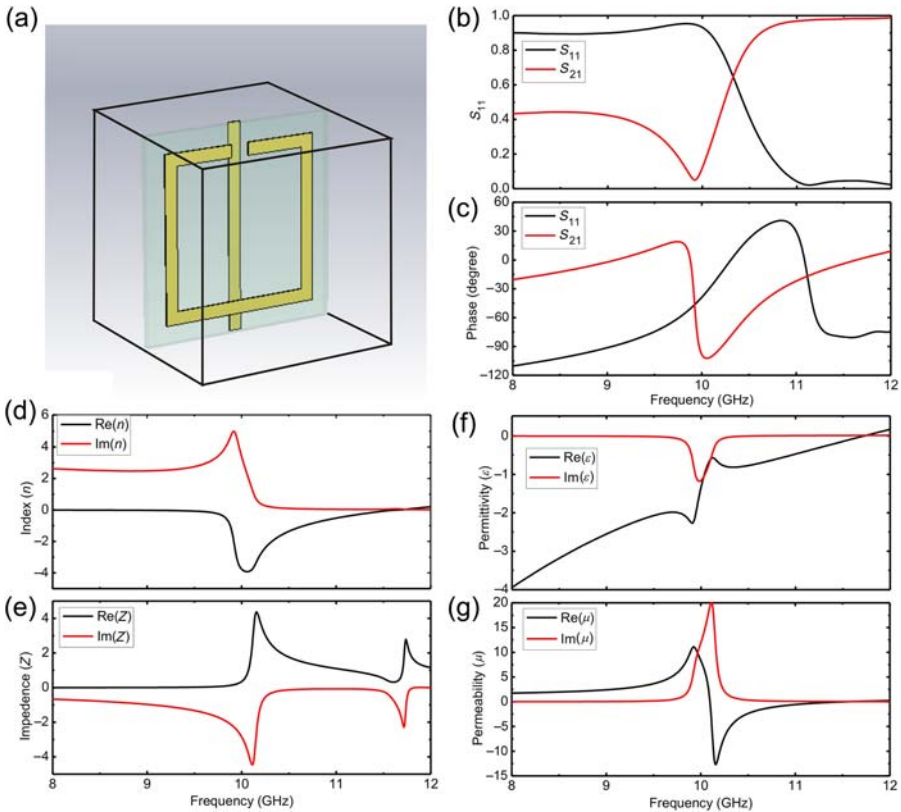 (a)
(b)
1.0
0.8
0.6
0.4
0.2
0.0
S11
S11
S21
(c)
60
30
0
−30
−60
−90
−120
Phase (degree)
S11
S21
8 9 10 11 12
Frequency (GHz)
(d)
6
4
2
0
−2
−4
Index (n)
Re(n)
Im(n)
(e)
4
2
0
−2
−4
Impedence (Z)
Re(Z)
Im(Z)
8 9 10 11 12
Frequency (GHz)
(f)
0
−1
−2
−3
−4
Permittivity (ε)
Re(ε)
Im(ε)
(g)
20
15
10
5
0
−5
−10
−15
Permeability (μ)
Re(μ)
Im(μ)
8 9 10 11 12
Frequency (GHz)